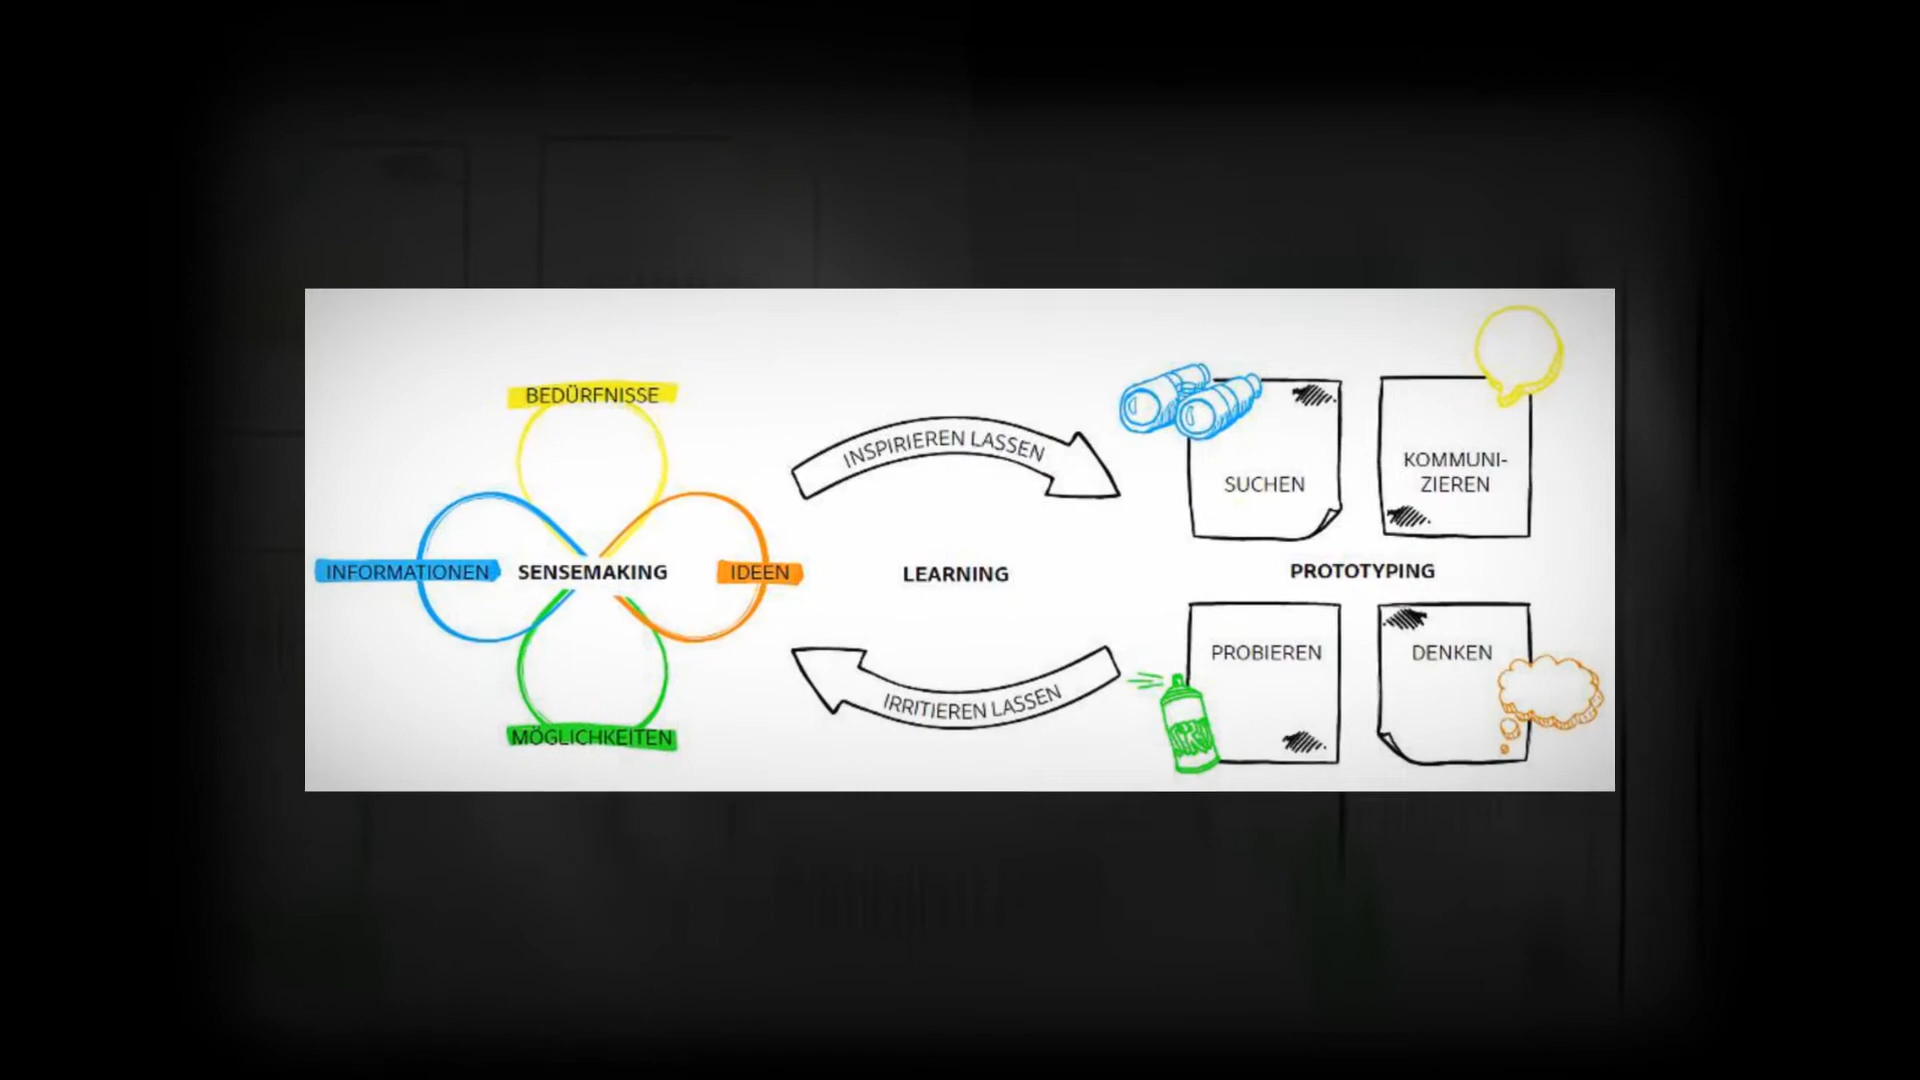 BEDÜRFNISSE
INFORMATIONEN
SENSEMAKING
IDEEN
MÖGLICHKEITEN
INSPIRIEREN LASSEN
LEARNING
IRRITIEREN LASSEN
SUCHEN
KOMMUNI-
ZIEREN
PROTOTYPING
PROBIEREN
DENKEN